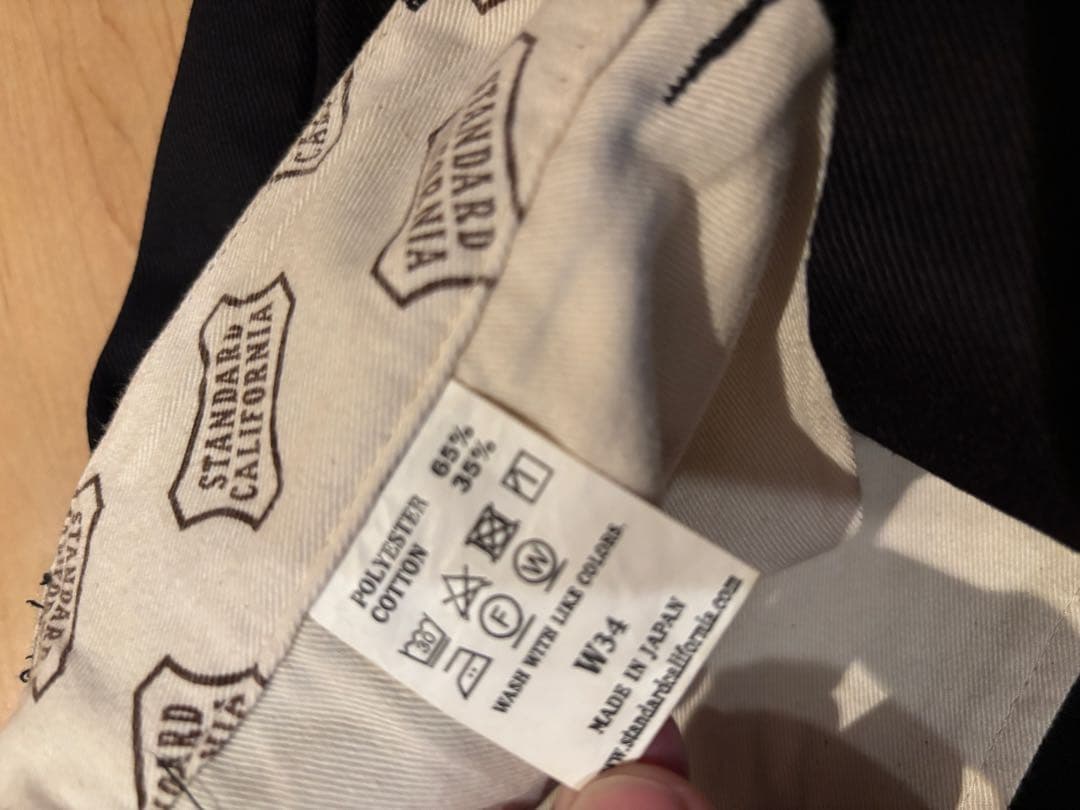 STANDARD
CALIFORNIA
STANDARD
CALIFORNIA
POLYESTER 65%
COTTON 35%
30
F
W
WASH WITH LIKE COLORS.
W34
MADE IN JAPAN
www.standardcalifornia.com